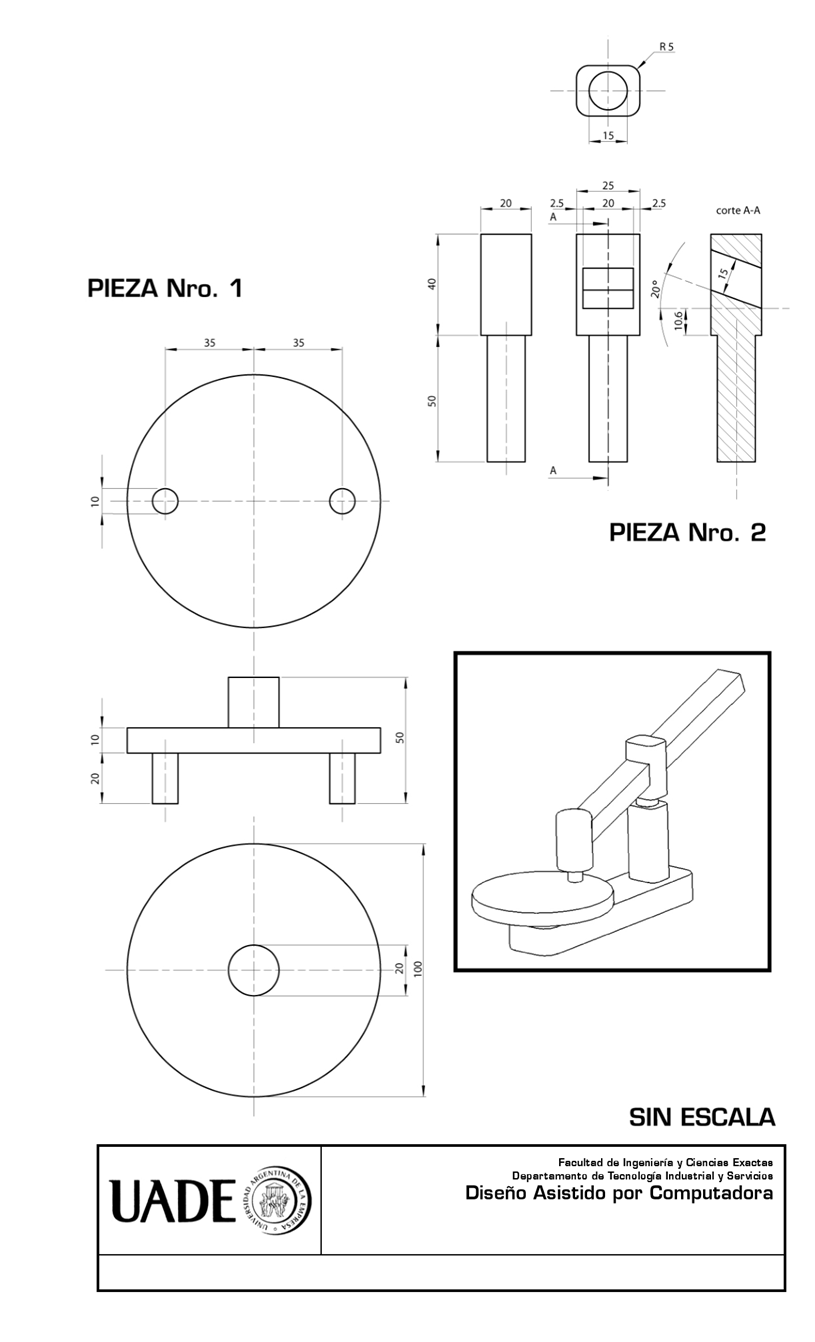 R 5
15
25
20
2.5
20
2.5
A
corte A-A
40
15
20°
10.6
50
A
PIEZA Nro. 2
PIEZA Nro. 1
35
35
10
10
20
50
20
100
SIN ESCALA
UADE
UNIVERSIDAD ARGENTINA DE LA EMPRESA
Facultad de Ingeniería y Ciencias Exactas
Departamento de Tecnología Industrial y Servicios
Diseño Asistido por Computadora